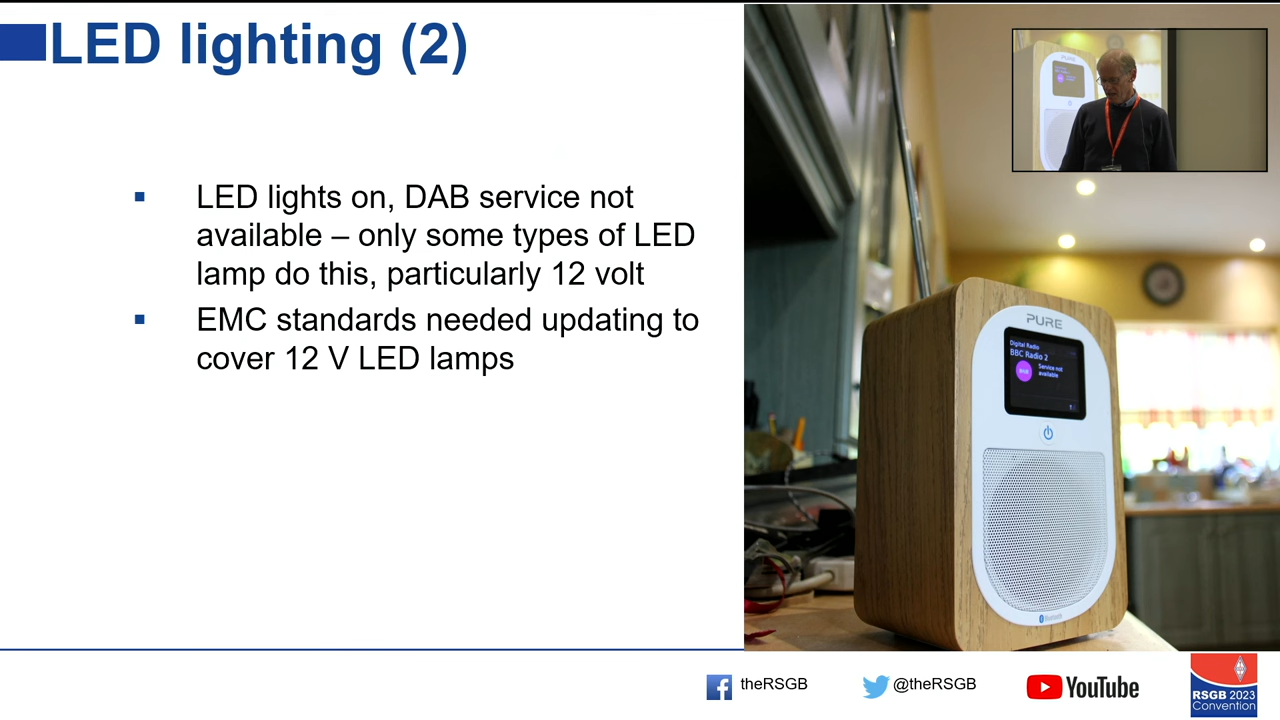 LED lighting (2)
LED lights on, DAB service not
available – only some types of LED
lamp do this, particularly 12 volt
EMC standards needed updating to
cover 12 V LED lamps
PURE
PURE
Digital Radio
BBC Radio 2
Service not
available
Bluetooth
theRSGB
@theRSGB
YouTube
RSGB 2023
Convention